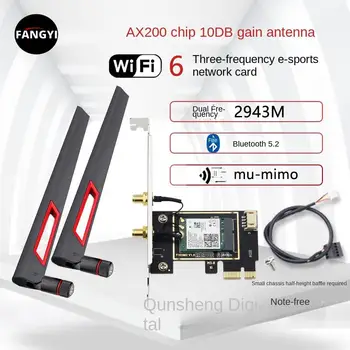 FANGYI
AX200 chip 10DB gain antenna
WiFi 6
Three-frequency e-sports
network card
Dual Fre-
quency
2943M
Bluetooth 5.2
mu-mimo
Small chassis half-height baffle required
Note-free
Qunsheng Digi
tal